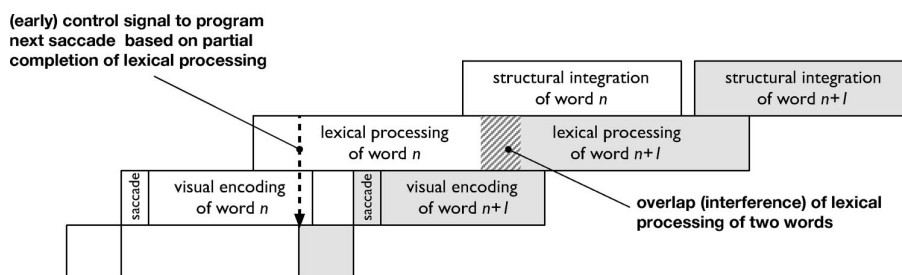 (early) control signal to program
next saccade based on partial
completion of lexical processing
structural integration
of word n
structural integration
of word n+1
lexical processing
of word n
lexical processing
of word n+1
saccade
visual encoding
of word n
saccade
visual encoding
of word n+1
overlap (interference) of lexical
processing of two words